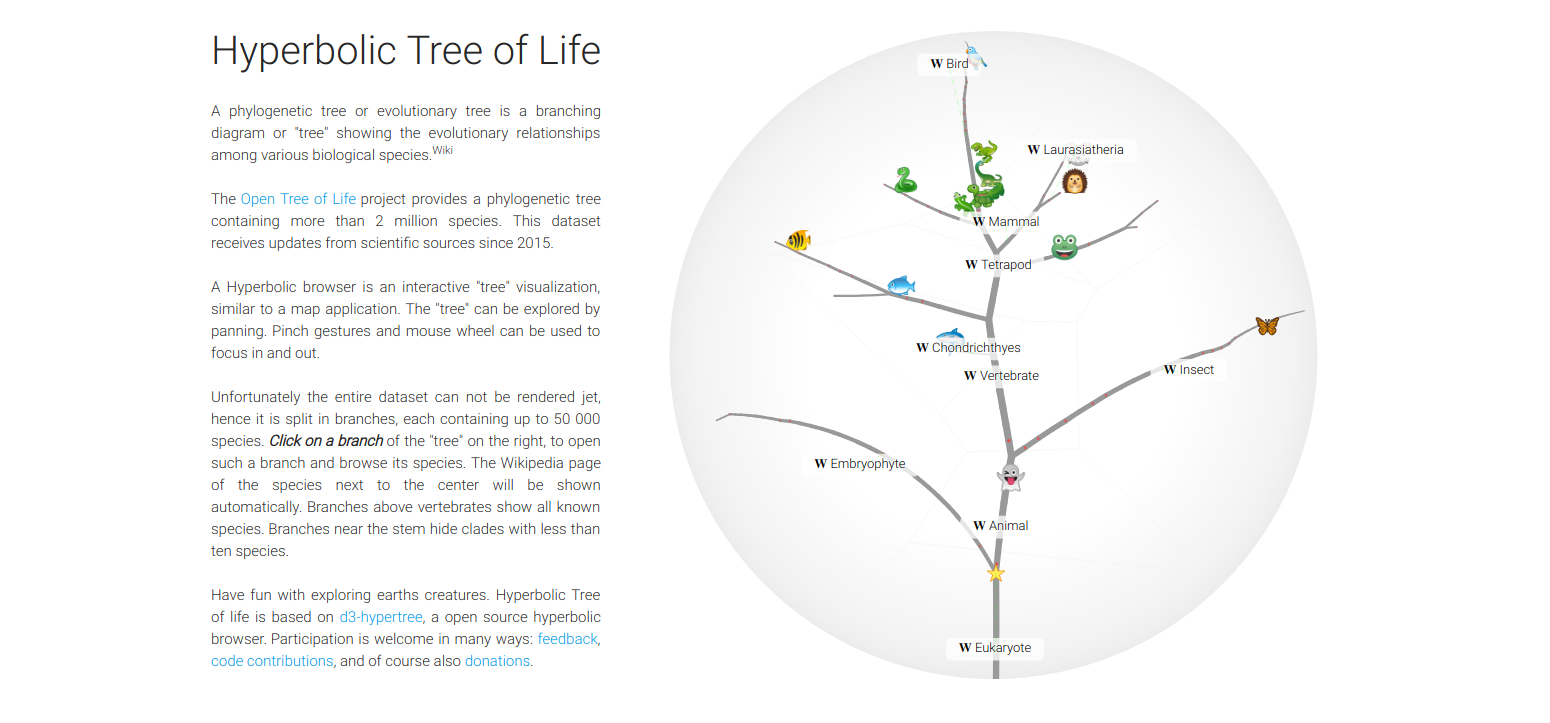 Hyperbolic Tree of Life
A phylogenetic tree or evolutionary tree is a branching
diagram or "tree" showing the evolutionary relationships
among various biological species.Wiki
The Open Tree of Life project provides a phylogenetic tree
containing more than 2 million species. This dataset
receives updates from scientific sources since 2015.
A Hyperbolic browser is an interactive "tree" visualization,
similar to a map application. The "tree" can be explored by
panning. Pinch gestures and mouse wheel can be used to
focus in and out.
Unfortunately the entire dataset can not be rendered jet,
hence it is split in branches, each containing up to 50 000
species. Click on a branch of the "tree" on the right, to open
such a branch and browse its species. The Wikipedia page
of the species next to the center will be shown
automatically. Branches above vertebrates show all known
species. Branches near the stem hide clades with less than
ten species.
Have fun with exploring earths creatures. Hyperbolic Tree
of life is based on d3-hypertree, a open source hyperbolic
browser. Participation is welcome in many ways: feedback,
code contributions, and of course also donations.
W Bird
W Laurasiatheria
W Mammal
W Tetrapod
W Chondrichthyes
W Vertebrate
W Insect
W Embryophyte
W Animal
W Eukaryote